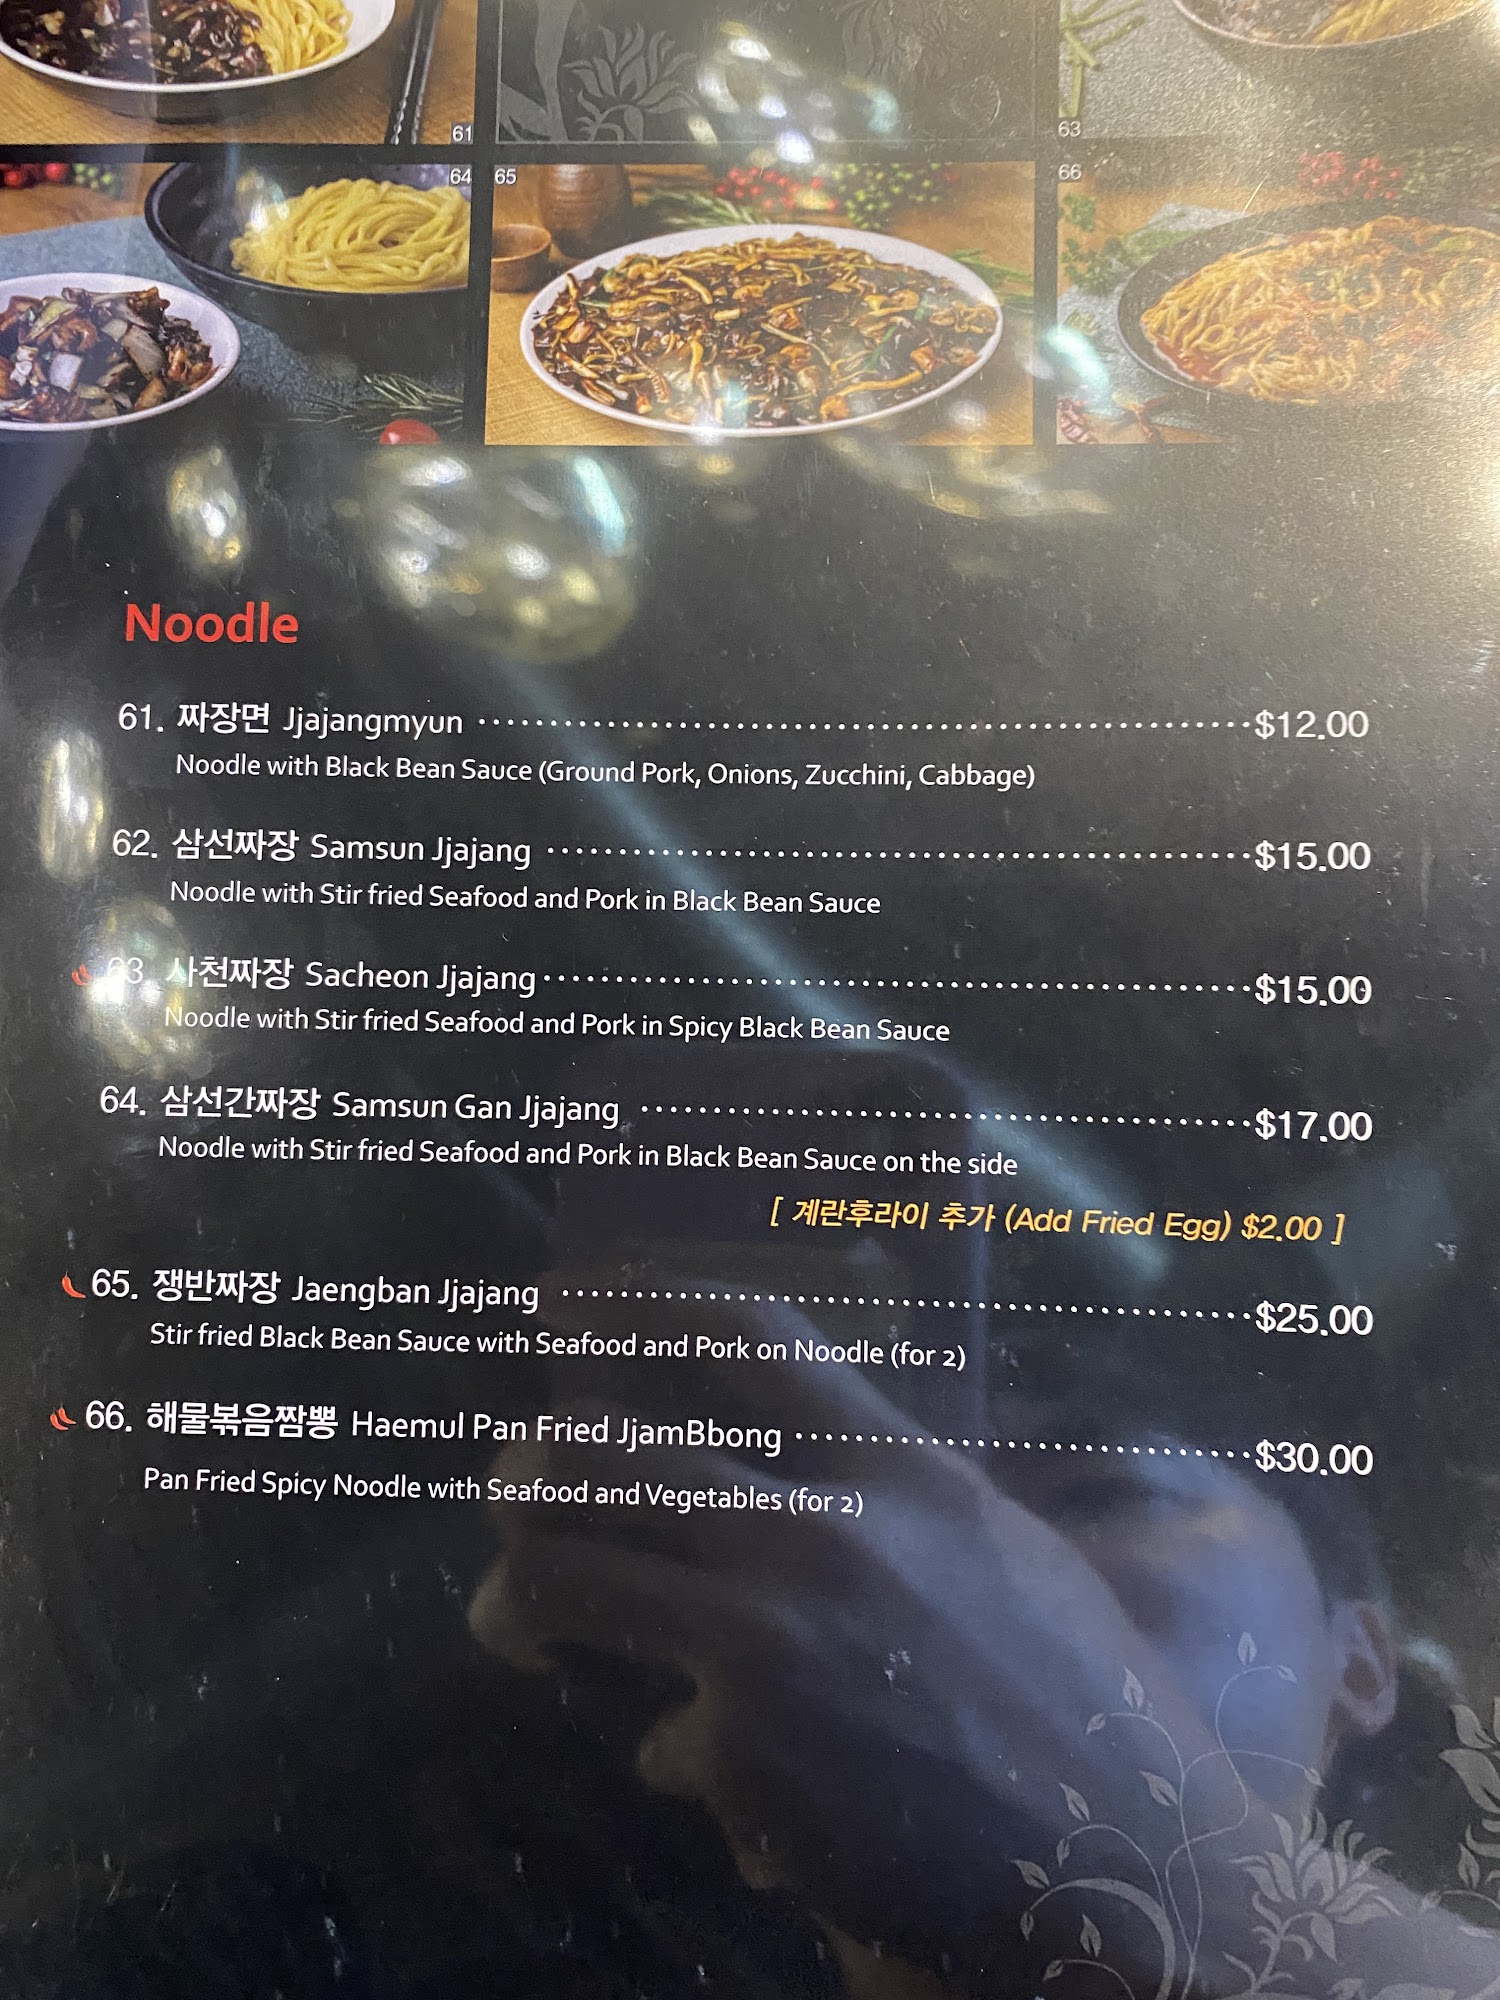 61
63
64
65
66
Noodle
61. 짜장면 Jjajangmyun $12.00
Noodle with Black Bean Sauce (Ground Pork, Onions, Zucchini, Cabbage)
62. 삼선짜장 Samsun Jjajang $15.00
Noodle with Stir fried Seafood and Pork in Black Bean Sauce
63. 사천짜장 Sacheon Jjajang $15.00
Noodle with Stir fried Seafood and Pork in Spicy Black Bean Sauce
64. 삼선간짜장 Samsun Gan Jjajang $17.00
Noodle with Stir fried Seafood and Pork in Black Bean Sauce on the side
[ 계란후라이 추가 (Add Fried Egg) $2.00 ]
65. 쟁반짜장 Jaengban Jjajang $25.00
Stir fried Black Bean Sauce with Seafood and Pork on Noodle (for 2)
66. 해물볶음짬뽕 Haemul Pan Fried JjamBbong $30.00
Pan Fried Spicy Noodle with Seafood and Vegetables (for 2)